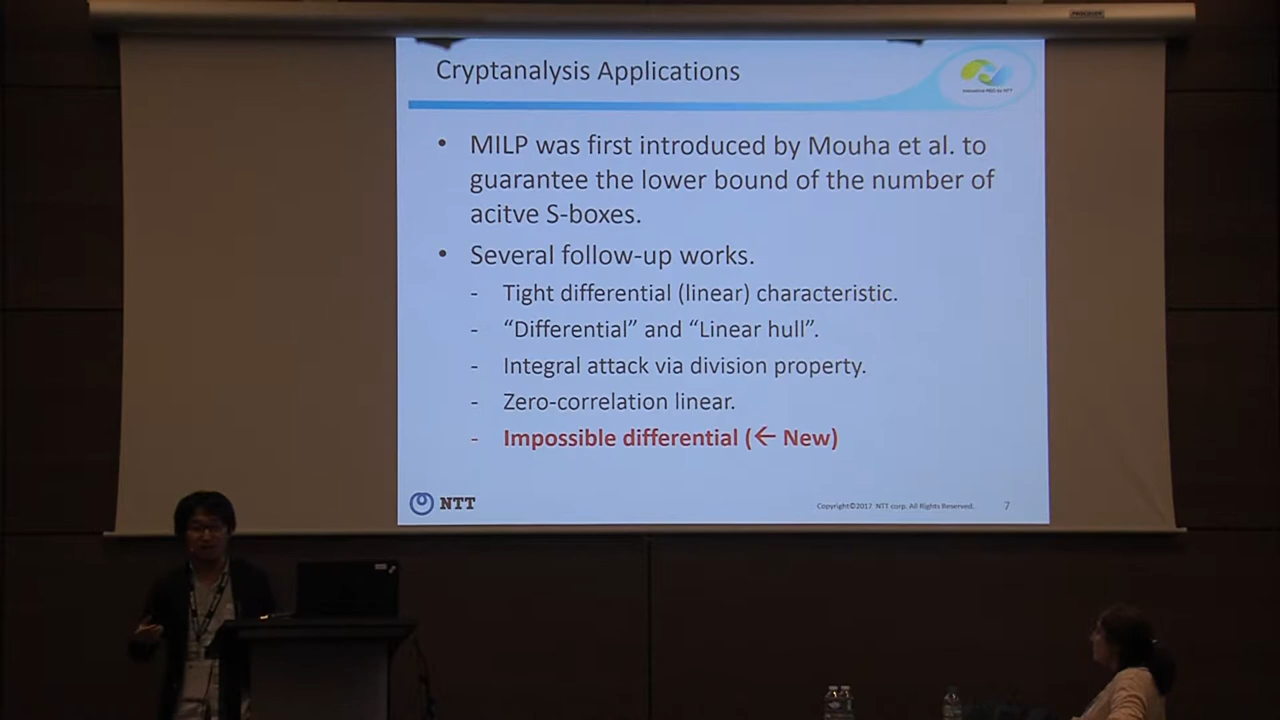 Cryptanalysis Applications
• MILP was first introduced by Mouha et al. to
guarantee the lower bound of the number of
acitve S-boxes.
• Several follow-up works.
- Tight differential (linear) characteristic.
- “Differential” and “Linear hull”.
- Integral attack via division property.
- Zero-correlation linear.
- Impossible differential (← New)
NTT
Copyright©2017 NTT corp. All Rights Reserved.
7